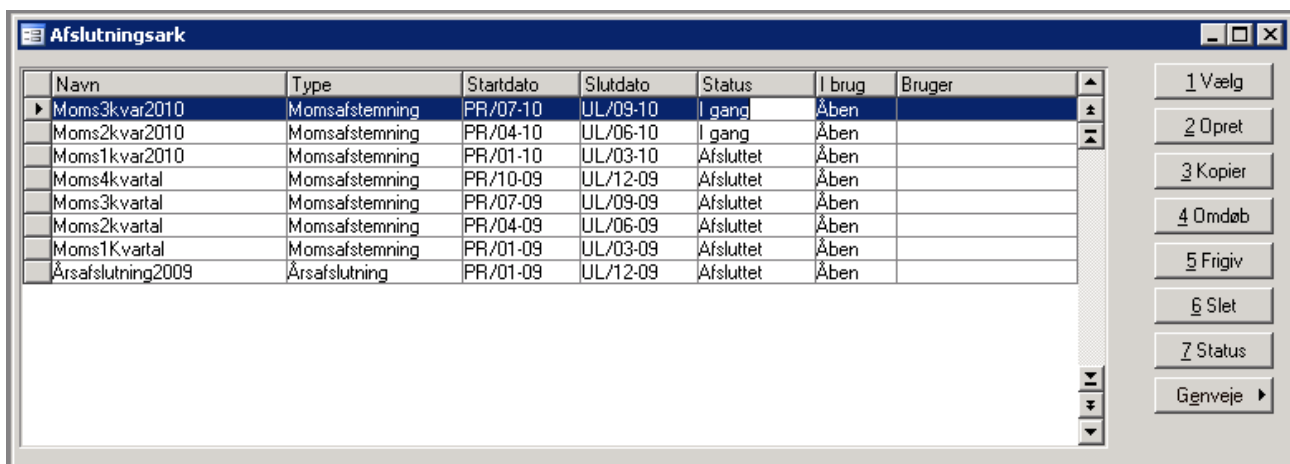 Afslutningsark
Navn Type Startdato Slutdato Status I brug Bruger
Moms3kvar2010 Momsafstemning PR/07-10 UL/09-10 I gang Åben
Moms2kvar2010 Momsafstemning PR/04-10 UL/06-10 I gang Åben
Moms1kvar2010 Momsafstemning PR/01-10 UL/03-10 Afsluttet Åben
Moms4kvartal Momsafstemning PR/10-09 UL/12-09 Afsluttet Åben
Moms3kvartal Momsafstemning PR/07-09 UL/09-09 Afsluttet Åben
Moms2kvartal Momsafstemning PR/04-09 UL/06-09 Afsluttet Åben
Moms1Kvartal Momsafstemning PR/01-09 UL/03-09 Afsluttet Åben
Årsafslutning2009 Årsafslutning PR/01-09 UL/12-09 Afsluttet Åben
1 Vælg
2 Opret
3 Kopier
4 Omdøb
5 Frigiv
6 Slet
7 Status
Genveje